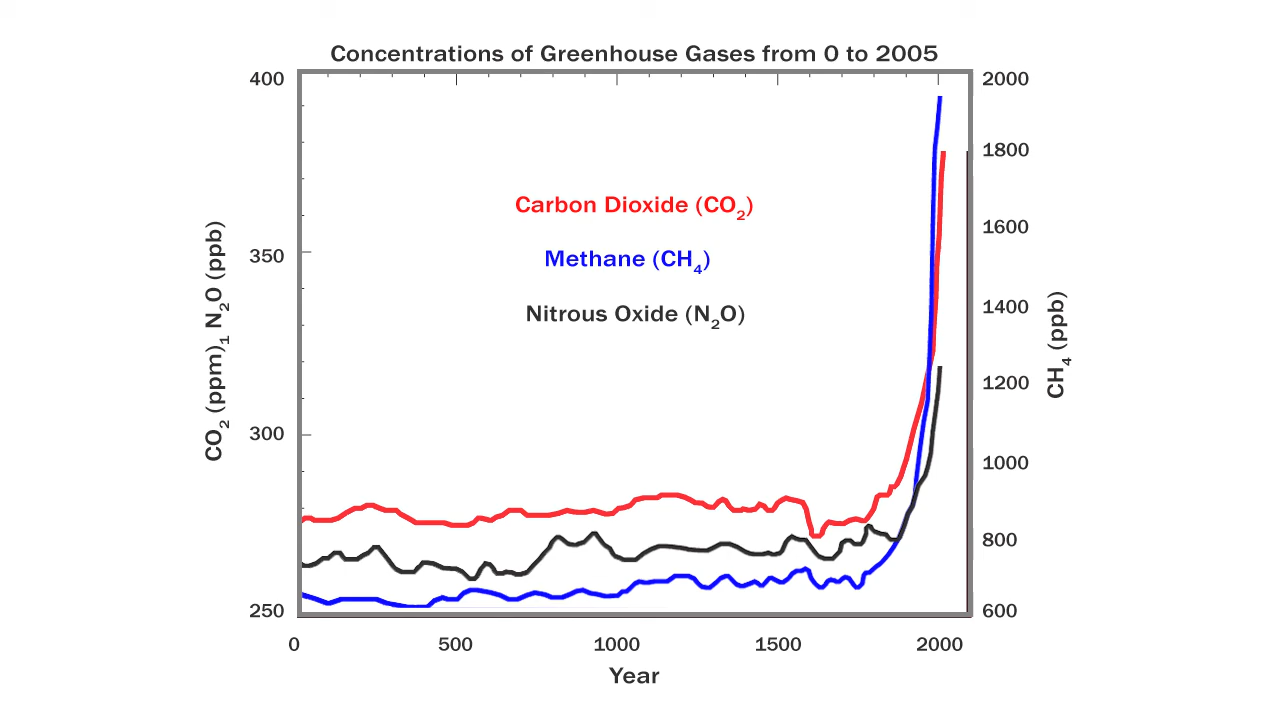 Concentrations of Greenhouse Gases from 0 to 2005
400
350
300
250
CO₂ (ppm)₁ N₂O (ppb)
Carbon Dioxide (CO₂)
Methane (CH₄)
Nitrous Oxide (N₂O)
2000
1800
1600
1400
1200
1000
800
600
CH₄ (ppb)
0 500 1000 1500 2000
Year